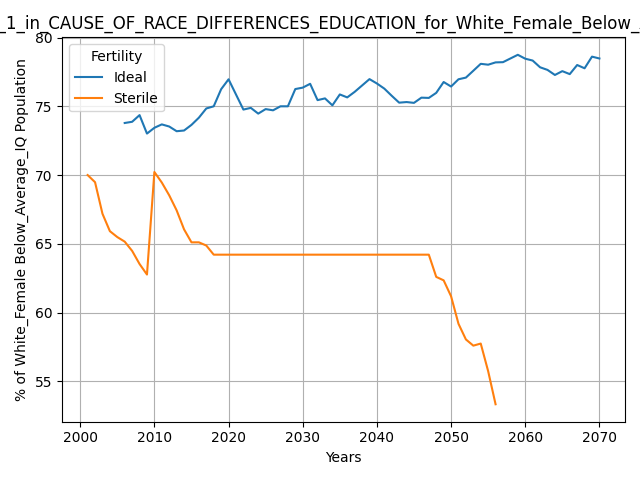 _1_in_CAUSE_OF_RACE_DIFFERENCES_EDUCATION_for_White_Female_Below_
% of White_Female Below_Average_IQ Population
80
75
70
65
60
55
Fertility
Ideal
Sterile
2000 2010 2020 2030 2040 2050 2060 2070
Years